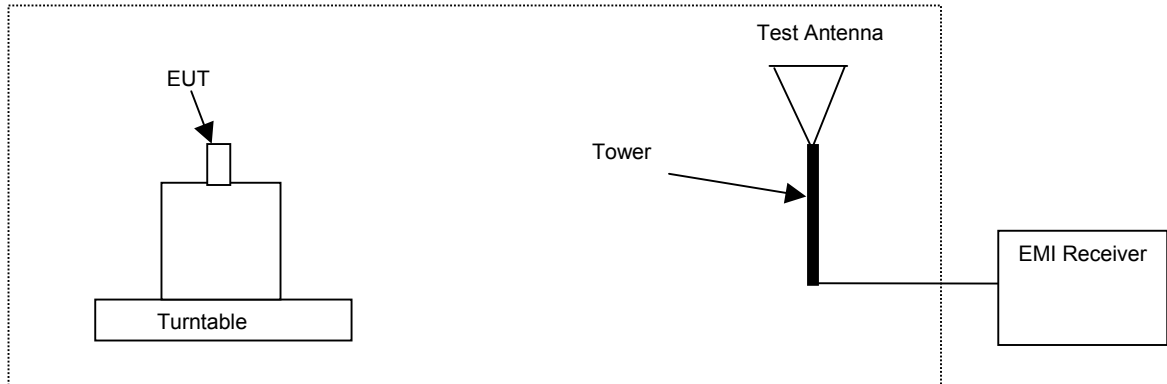 Test Antenna
EUT
Tower
EMI Receiver
Turntable